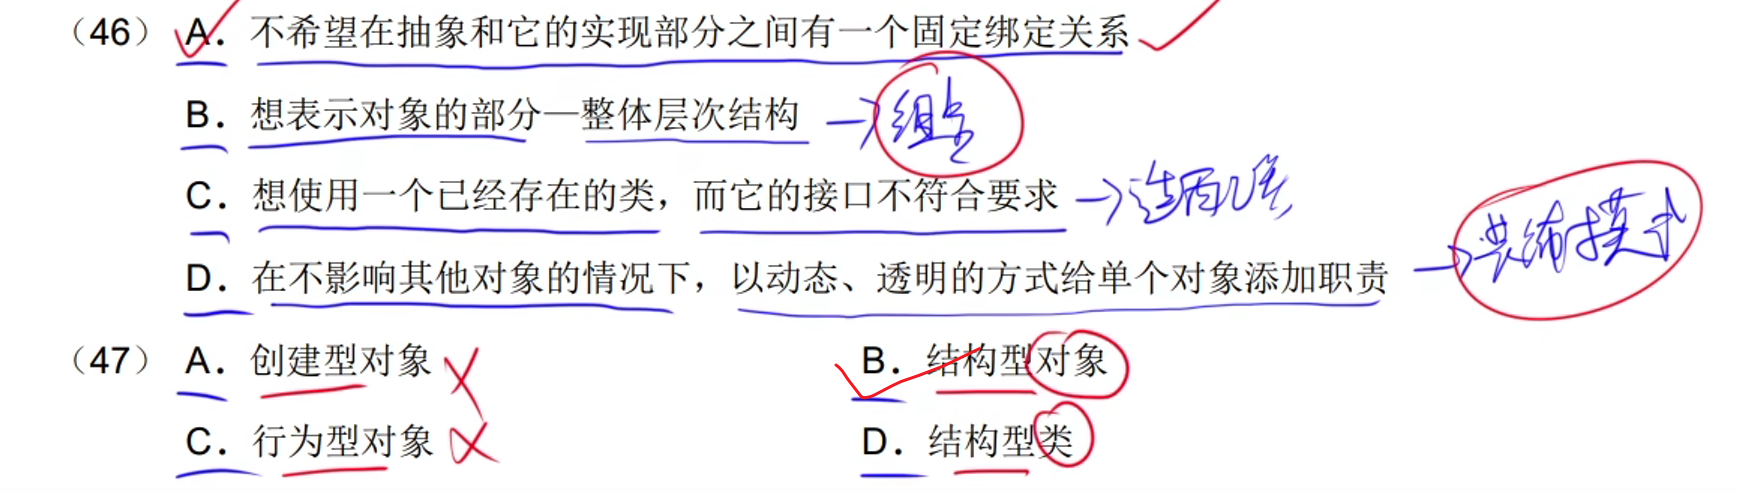 （46）A. 不希望在抽象和它的实现部分之间有一个固定绑定关系
B. 想表示对象的部分—整体层次结构 →组合
C. 想使用一个已经存在的类，而它的接口不符合要求 →适配器
D. 在不影响其他对象的情况下，以动态、透明的方式给单个对象添加职责 →装饰模式
（47）A. 创建型对象 B. 结构型对象
C. 行为型对象 D. 结构型类